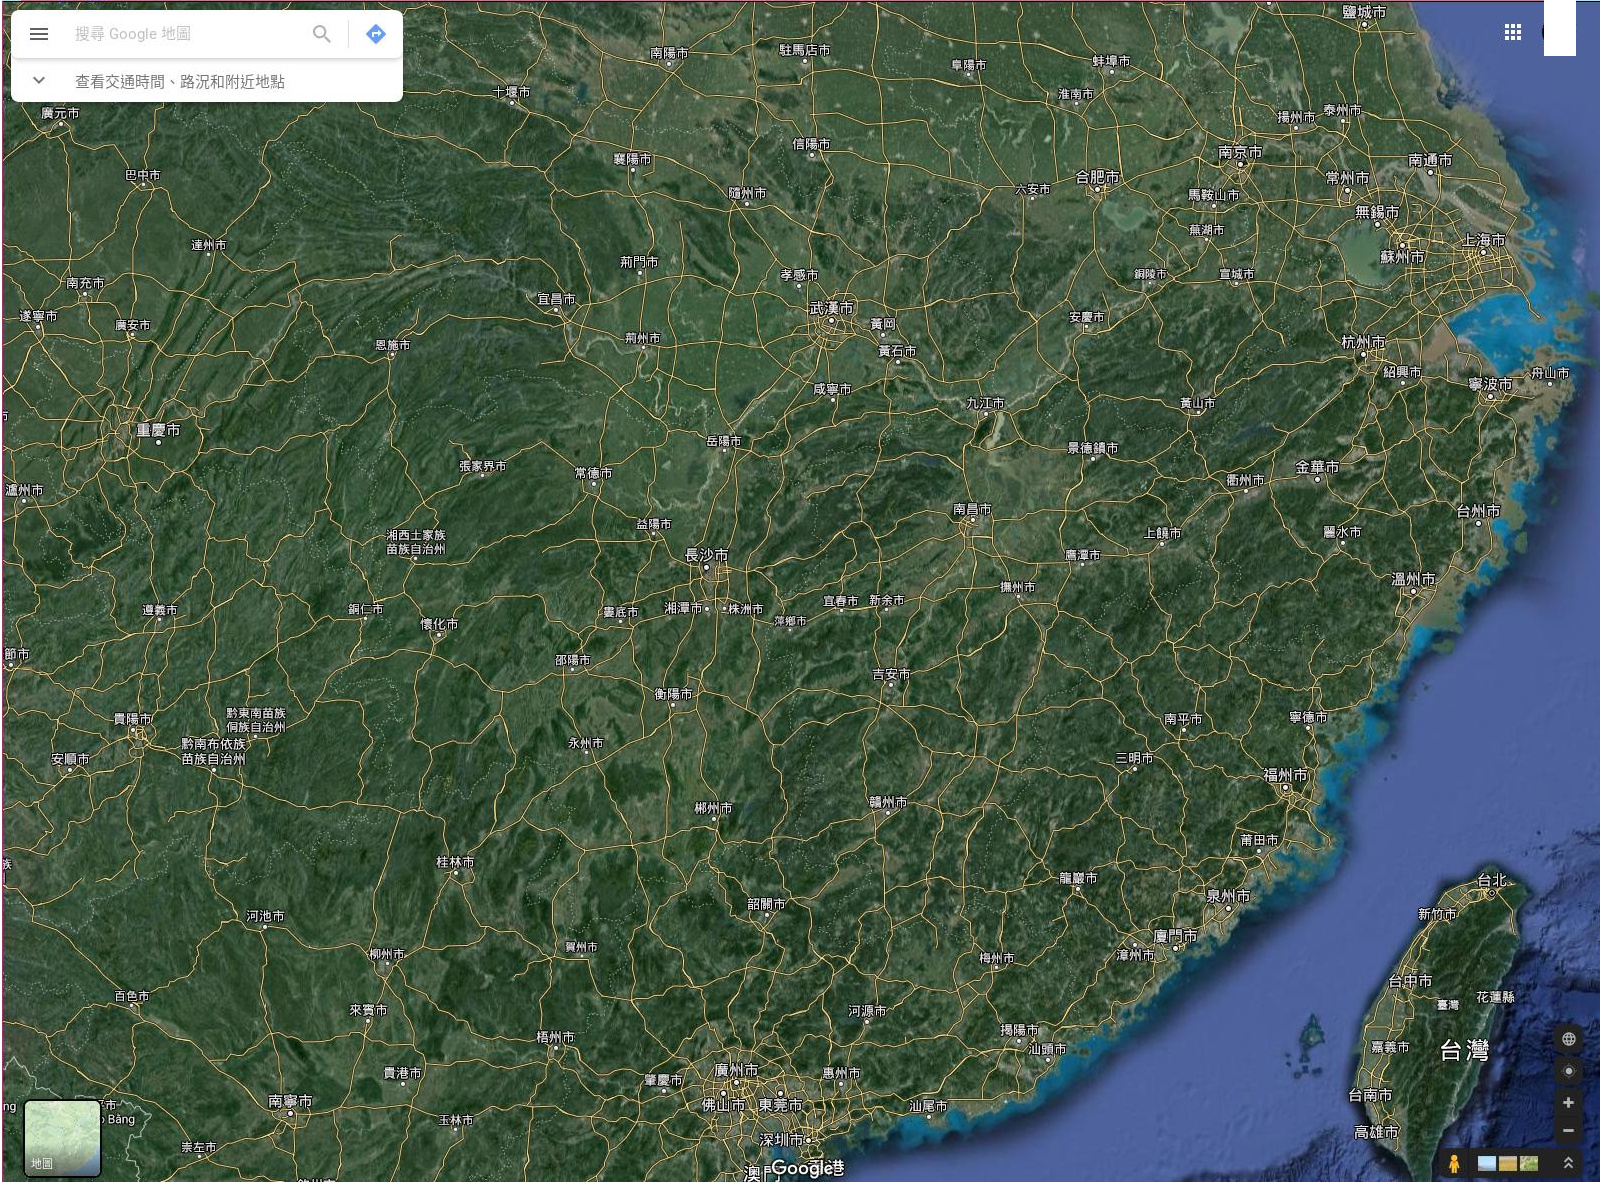 搜尋 Google 地圖
查看交通時間、路況和附近地點
鹽城市
南陽市
駐馬店市
阜陽市
蚌埠市
十堰市
淮南市
廣元市
揚州市
泰州市
信陽市
南京市
襄陽市
南通市
巴中市
合肥市
常州市
隨州市
六安市
馬鞍山市
無錫市
蕪湖市
達州市
上海市
蘇州市
荊門市
孝感市
銅陵市
宣城市
南充市
宜昌市
武漢市
遂寧市
廣安市
黃岡
安慶市
恩施市
荊州市
黃石市
杭州市
紹興市
舟山市
寧波市
咸寧市
九江市
黃山市
重慶市
岳陽市
景德鎮市
張家界市
常德市
金華市
衢州市
瀘州市
南昌市
台州市
益陽市
上饒市
麗水市
湘西土家族
苗族自治州
長沙市
鷹潭市
溫州市
撫州市
遵義市
銅仁市
婁底市
湘潭市
株洲市
宜春市
新余市
懷化市
萍鄉市
節市
邵陽市
吉安市
衡陽市
貴陽市
黔東南苗族
侗族自治州
南平市
寧德市
黔南布依族
苗族自治州
永州市
安順市
三明市
福州市
郴州市
贛州市
莆田市
族
桂林市
龍巖市
台北
泉州市
韶關市
新竹市
河池市
廈門市
賀州市
柳州市
梅州市
漳州市
台中市
百色市
臺灣
花蓮縣
來賓市
河源市
梧州市
揭陽市
汕頭市
嘉義市
台灣
廣州市
貴港市
肇慶市
惠州市
南寧市
佛山市
東莞市
台南市
汕尾市
ng
市
Bằng
玉林市
高雄市
深圳市
崇左市
地圖
澳門
Google
香港